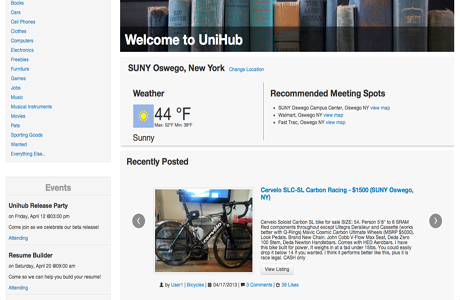 Books
Cars
Cell Phones
Clothes
Computers
Electronics
Freebies
Furniture
Games
Jobs
Music
Musical Instruments
Movies
Pets
Sporting Goods
Wanted
Everything Else..
Events
Unihub Release Party
on Friday, April 12 @03:00 pm
Come join as we celebrate our beta release!
Attending
Resume Builder
on Saturday, April 20 @09:00 am
Come so we can help you build your resume!
Attending
Welcome to UniHub
SUNY Oswego, New York Change Location
Weather
44 °F
Max: 52°F Min: 39°F
Sunny
Recommended Meeting Spots
SUNY Oswego Campus Center, Oswego NY view map
Walmart, Oswego NY view map
Fast Trac, Oswego NY view map
Recently Posted
Cervelo SLC-SL Carbon Racing - $1500 (SUNY Oswego,
NY)
Cervelo Soloist Carbon SL bike for sale SIZE: 54. Person 5'6" to 6 SRAM
Red components throughout except Ultegra Deraileur and Cassette (works
better with Q-Rings) Mavic Cosmic Carbon Ultimate Wheels (MSRP $5000),
Look Pedals, Brand New Chain, John Cobb V-Flow Max Seat, Deda Zero
100 Stem, Deda Newton Handlebars. Comes with HED Aerobars. I have
this bike built for power, it weighs in at a tad under 15lbs. You could easily
drop it below 14 if you wanted, I think it performs better like this, plus it is
race legal. CASH only
View Listing
by User1 | Bicycles | 04/17/2013 | 3 Comments | 36 Likes